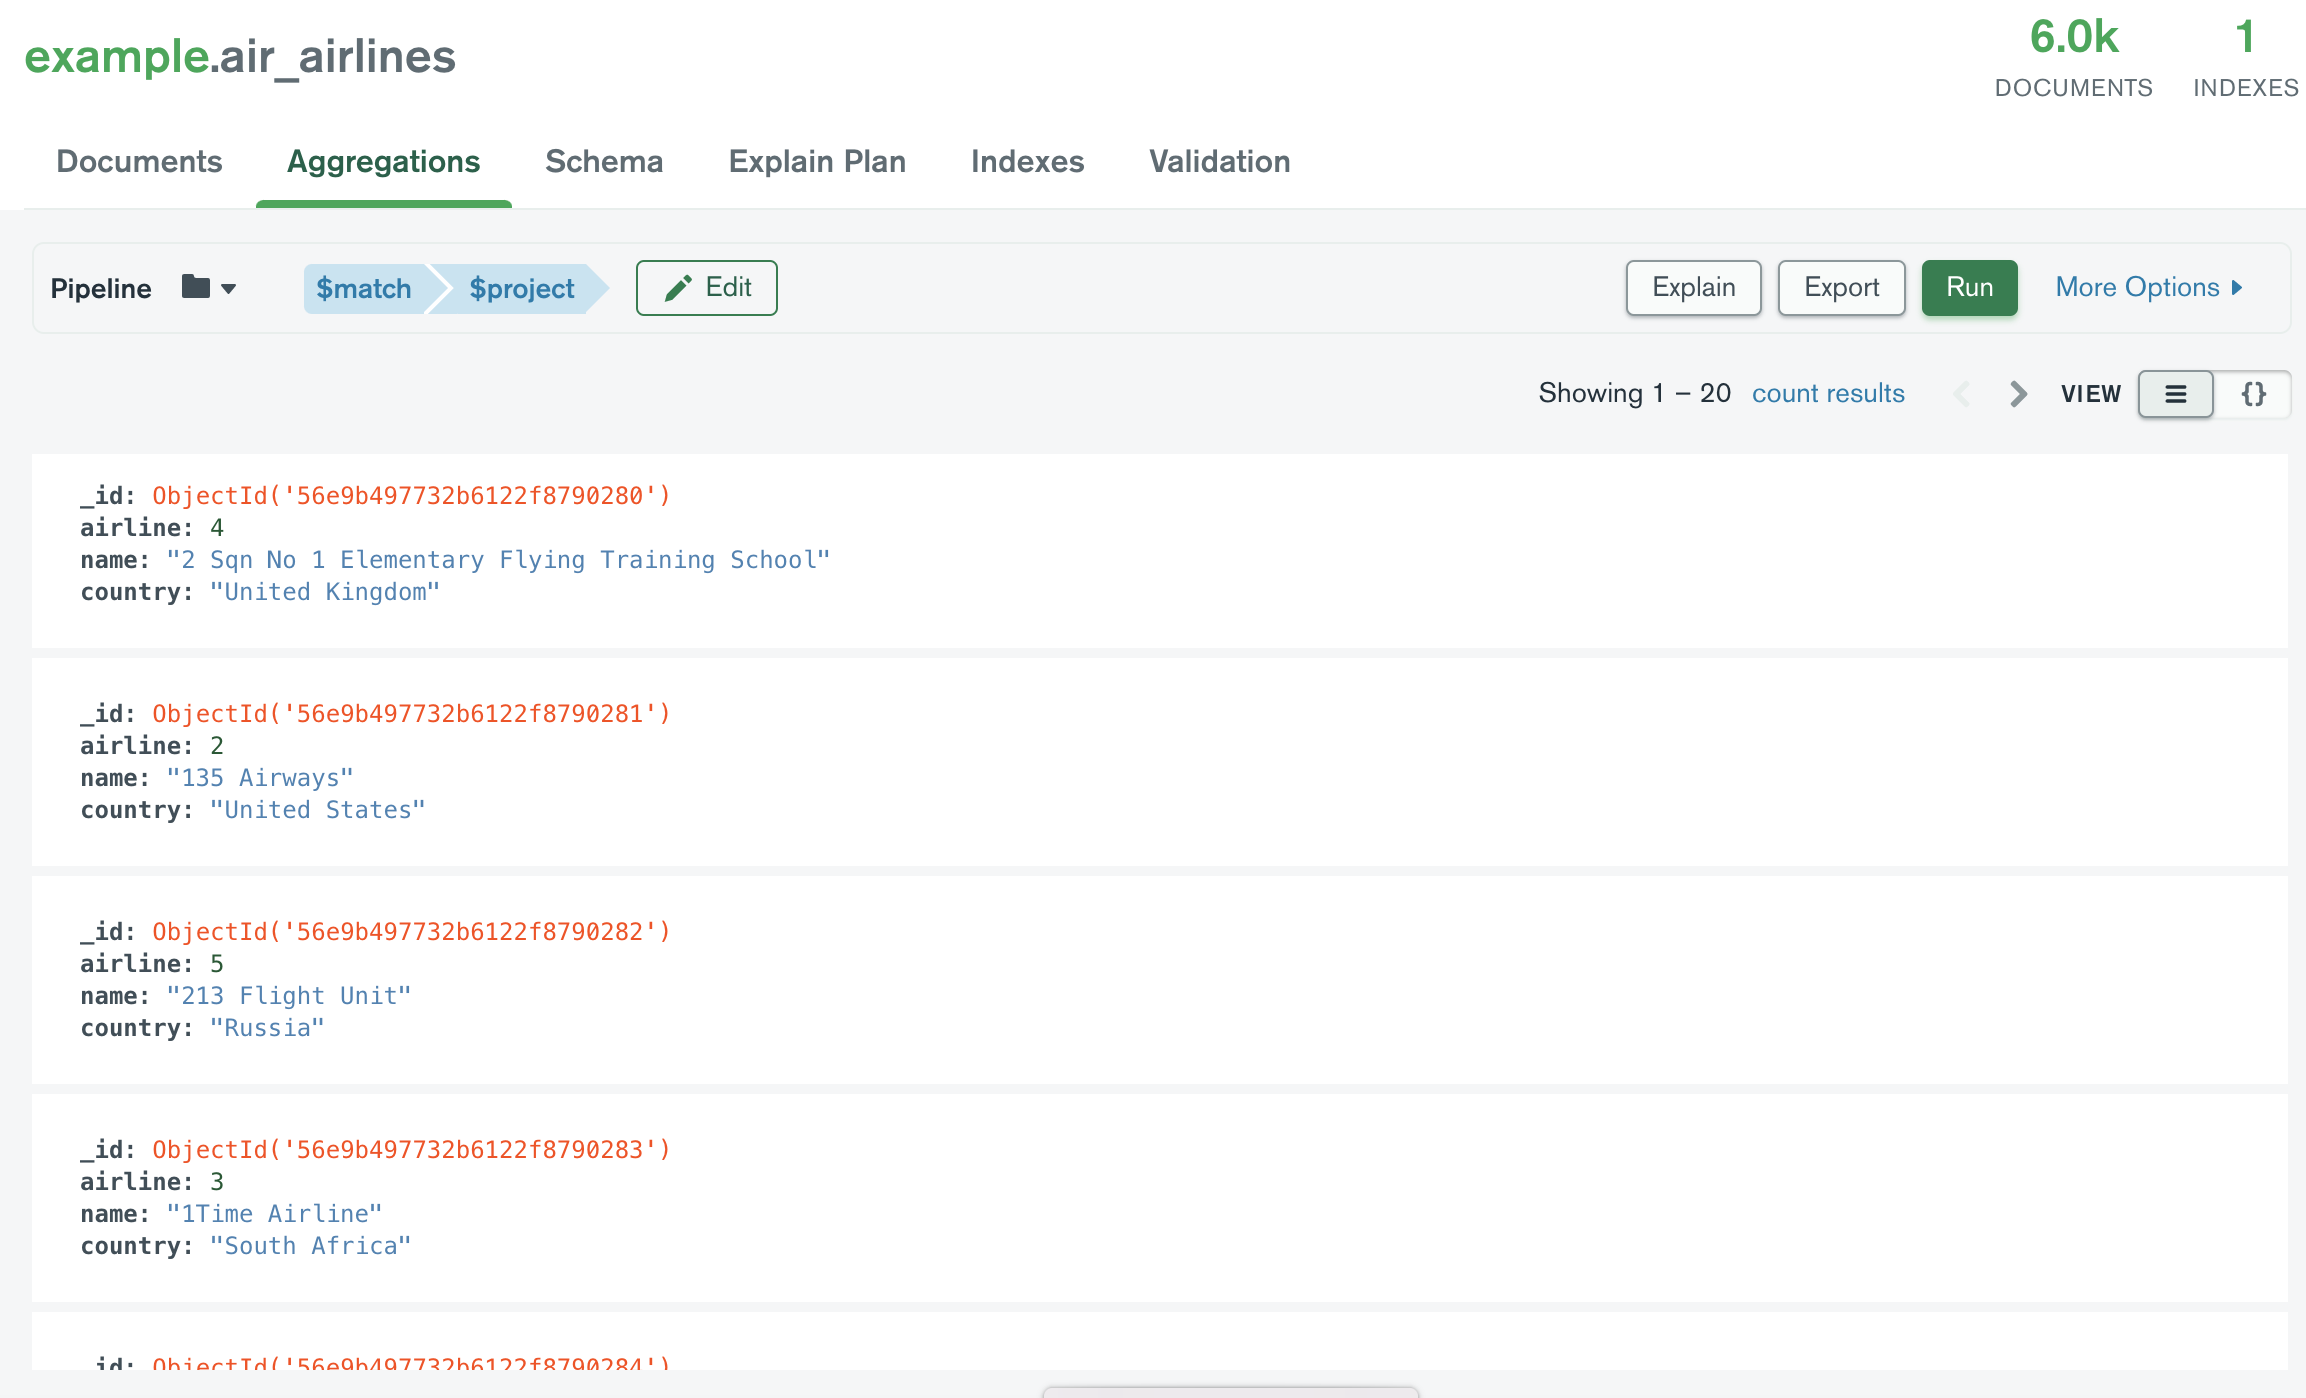 example.air_airlines
6.0k
DOCUMENTS
1
INDEXES
Documents Aggregations Schema Explain Plan Indexes Validation
Pipeline $match $project Edit Explain Export Run More Options
Showing 1 – 20 count results VIEW {}
_id: ObjectId('56e9b497732b6122f8790280')
airline: 4
name: "2 Sqn No 1 Elementary Flying Training School"
country: "United Kingdom"
_id: ObjectId('56e9b497732b6122f8790281')
airline: 2
name: "135 Airways"
country: "United States"
_id: ObjectId('56e9b497732b6122f8790282')
airline: 5
name: "213 Flight Unit"
country: "Russia"
_id: ObjectId('56e9b497732b6122f8790283')
airline: 3
name: "1Time Airline"
country: "South Africa"
_id: ObjectId('56e9b497732b6122f8790284')